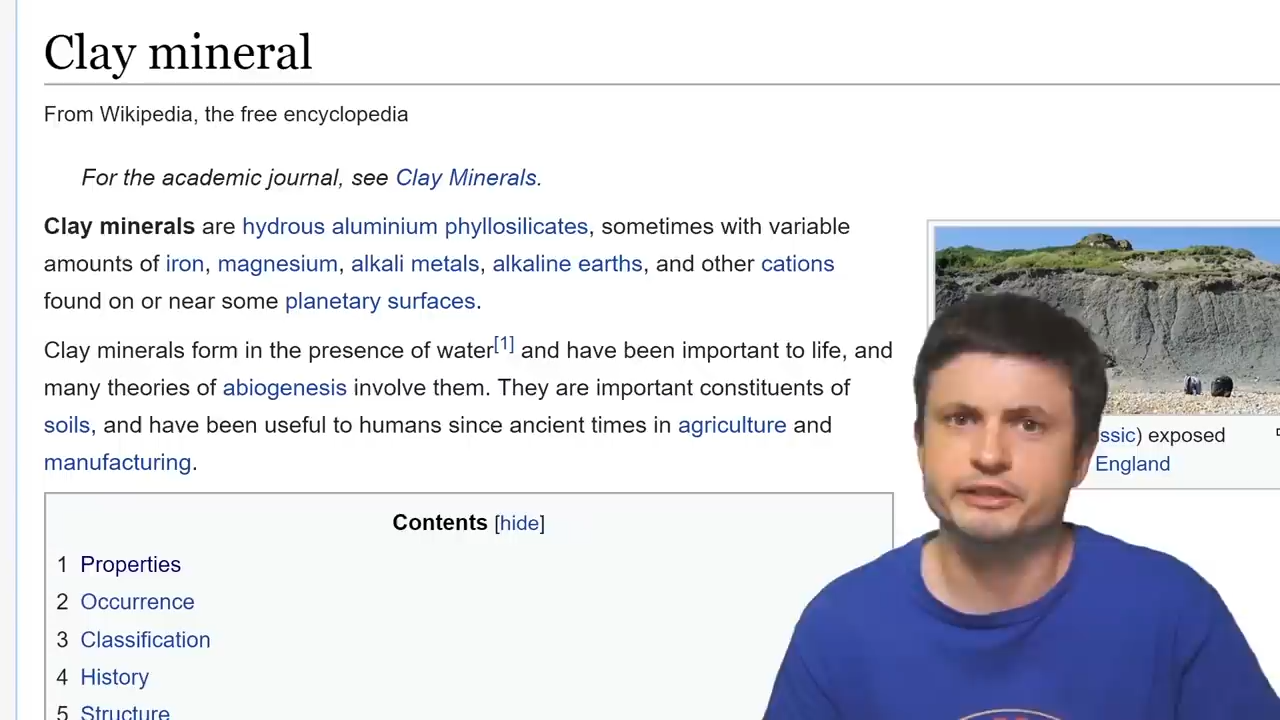 Clay mineral
From Wikipedia, the free encyclopedia
For the academic journal, see Clay Minerals.
Clay minerals are hydrous aluminium phyllosilicates, sometimes with variable
amounts of iron, magnesium, alkali metals, alkaline earths, and other cations
found on or near some planetary surfaces.
Clay minerals form in the presence of water[1] and have been important to life, and
many theories of abiogenesis involve them. They are important constituents of
soils, and have been useful to humans since ancient times in agriculture and
manufacturing.
ssic) exposed
England
Contents [hide]
1 Properties
2 Occurrence
3 Classification
4 History
5 Structure